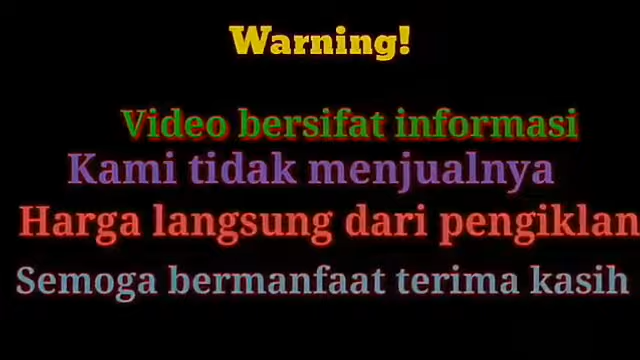 Warning!
Video bersifat informasi
Kami tidak menjualnya
Harga langsung dari pengiklan
Semoga bermanfaat terima kasih